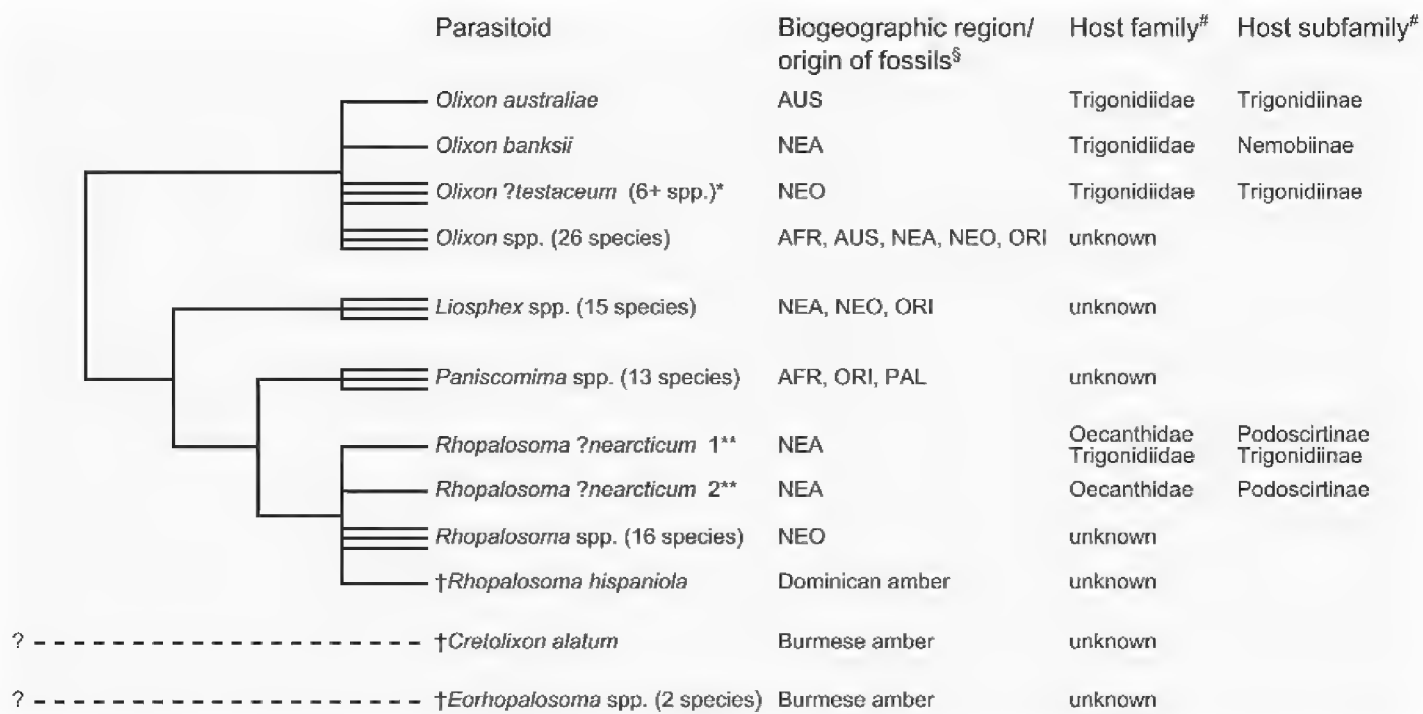 Parasitoid Biogeographic region/ Host family# Host subfamily#
origin of fossils§
Olixon australiae AUS Trigonidiidae Trigonidiinae
Olixon banksii NEA Trigonidiidae Nemobiinae
Olixon ?testaceum (6+ spp.)* NEO Trigonidiidae Trigonidiinae
Olixon spp. (26 species) AFR, AUS, NEA, NEO, ORI unknown
Liosphex spp. (15 species) NEA, NEO, ORI unknown
Paniscomima spp. (13 species) AFR, ORI, PAL unknown
Rhopalosoma ?nearcticum 1** NEA Oecanthidae Podoscirtinae
Trigonidiidae Trigonidiinae
Rhopalosoma ?nearcticum 2** NEA Oecanthidae Podoscirtinae
Rhopalosoma spp. (16 species) NEO unknown
†Rhopalosoma hispaniola Dominican amber unknown
? †Cretolixon alatum Burmese amber unknown
? †Eorhopalosoma spp. (2 species) Burmese amber unknown